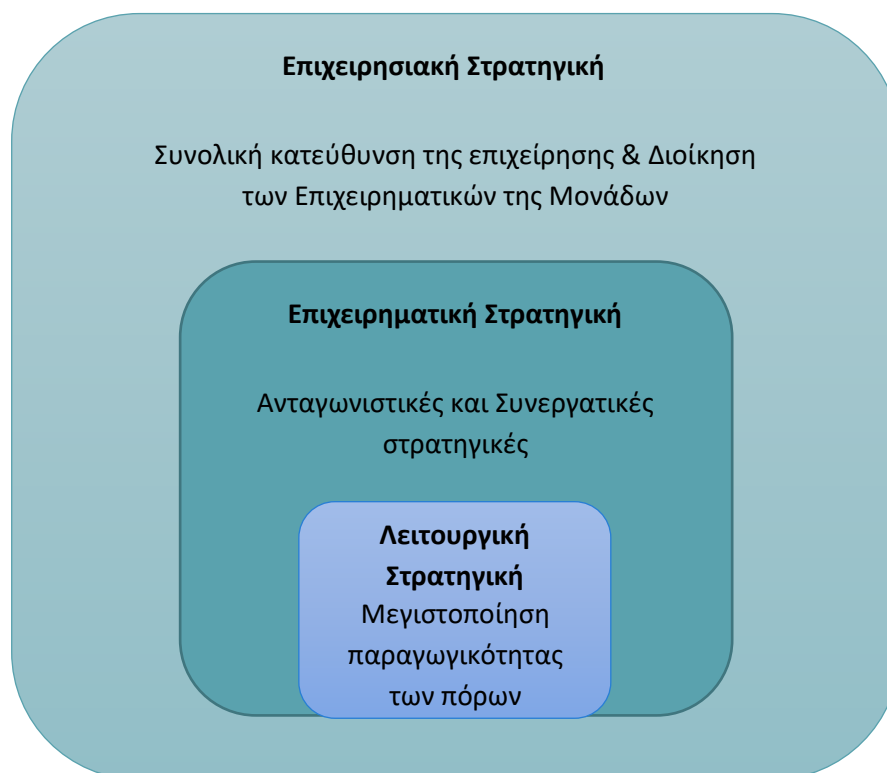 Επιχειρησιακή Στρατηγική
Συνολική κατεύθυνση της επιχείρησης & Διοίκηση
των Επιχειρηματικών της Μονάδων
Επιχειρηματική Στρατηγική
Ανταγωνιστικές και Συνεργατικές
στρατηγικές
Λειτουργική
Στρατηγική
Μεγιστοποίηση
παραγωγικότητας
των πόρων